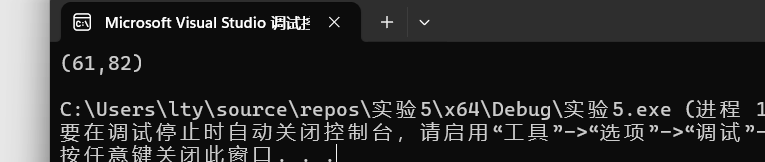 Microsoft Visual Studio 调试控
(61,82)
C:\Users\lty\source\repos\实验5\x64\Debug\实验5.exe (进程 1
要在调试停止时自动关闭控制台，请启用“工具”->“选项”->“调试”-
按任意键关闭此窗口. . .